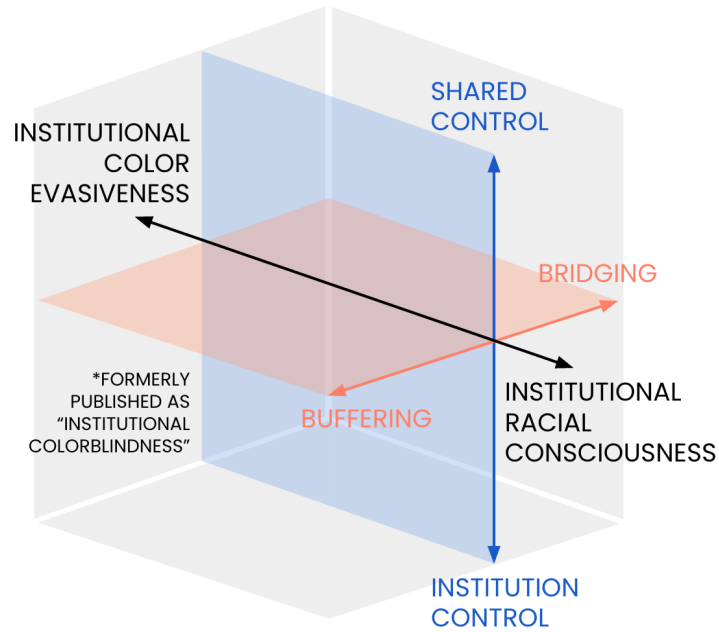 SHARED
CONTROL
INSTITUTIONAL
COLOR
EVASIVENESS
BRIDGING
*FORMERLY
PUBLISHED AS
“INSTITUTIONAL
COLORBLINDNESS”
BUFFERING
INSTITUTIONAL
RACIAL
CONSCIOUSNESS
INSTITUTION
CONTROL